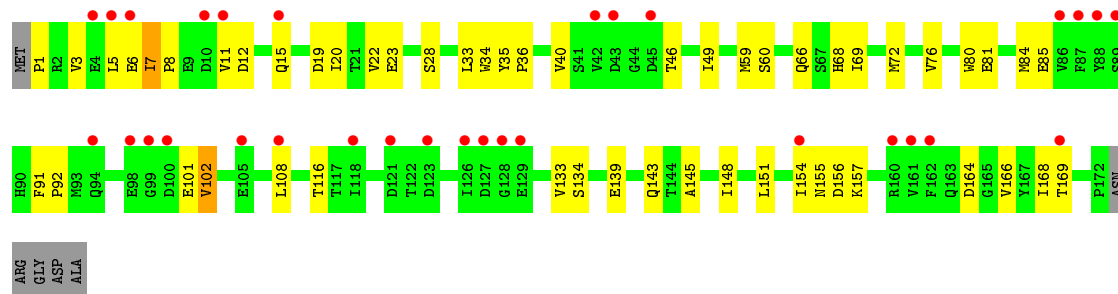 MET P1 R2 V3 E4 L5 E6 I7 P8 E9 D10 V11 D12 Q15 D19 I20 T21 V22 E23 S28 L33 W34 Y35 P36 V40 S41 V42 D43 G44 D45 T46 I49 M59 S60 Q66 S67 H68 I69 M72 V76 W80 E81 M84 E85 V86 F87 Y88 S89
H90 F91 P92 M93 Q94 E98 G99 D100 E101 V102 E105 L108 T116 T117 I118 D121 T122 D123 I126 D127 G128 E129 V133 S134 E139 Q143 T144 A145 I148 L151 I154 N155 D156 K157 R160 V161 F162 Q163 D164 G165 V166 Y167 I168 T169 P172 ASN
ARG GLY ASP ALA